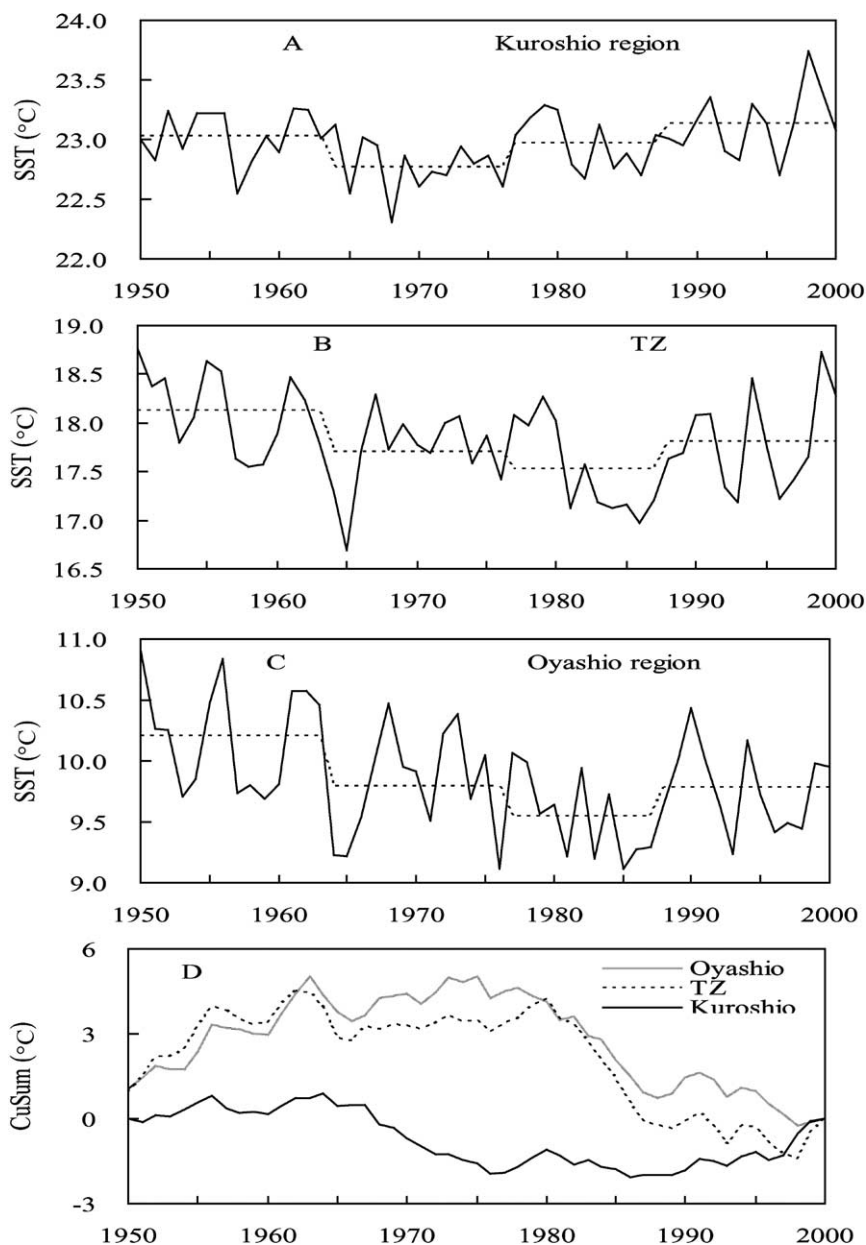 24.0
A Kuroshio region
23.5
SST (°C)
23.0
22.5
22.0
1950 1960 1970 1980 1990 2000
19.0
B TZ
18.5
18.0
SST (°C)
17.5
17.0
16.5
1950 1960 1970 1980 1990 2000
11.0
C Oyashio region
10.5
SST (°C)
10.0
9.5
9.0
1950 1960 1970 1980 1990 2000
6
D Oyashio
TZ
Kuroshio
3
CuSum (°C)
0
-3
1950 1960 1970 1980 1990 2000